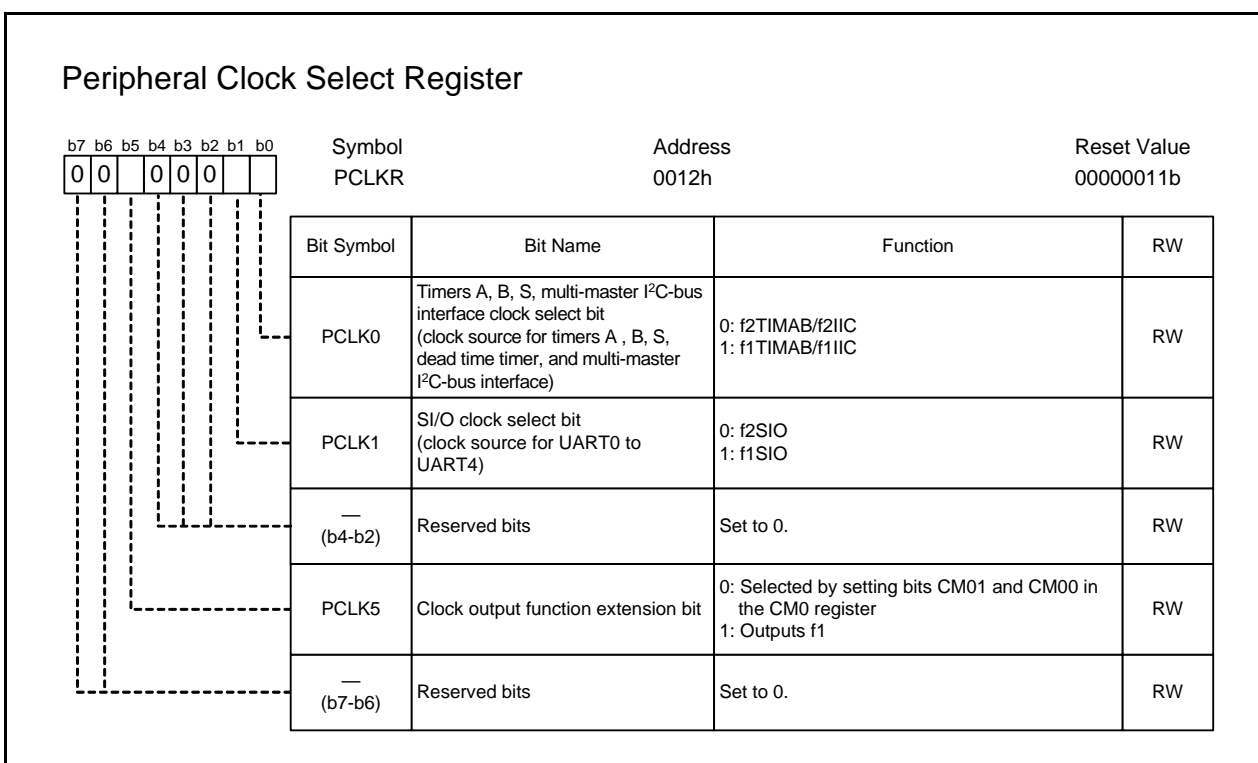 Peripheral Clock Select Register
b7 b6 b5 b4 b3 b2 b1 b0
Symbol Address Reset Value
0 0 0 0 0
PCLKR 0012h 00000011b
Bit Symbol Bit Name Function RW
PCLK0
Timers A, B, S, multi-master I²C-bus
interface clock select bit
(clock source for timers A , B, S,
dead time timer, and multi-master
I²C-bus interface)
0: f2TIMAB/f2IIC
1: f1TIMAB/f1IIC
RW
PCLK1
SI/O clock select bit
(clock source for UART0 to
UART4)
0: f2SIO
1: f1SIO
RW
—
(b4-b2)
Reserved bits
Set to 0.
RW
PCLK5
Clock output function extension bit
0: Selected by setting bits CM01 and CM00 in
the CM0 register
1: Outputs f1
RW
—
(b7-b6)
Reserved bits
Set to 0.
RW